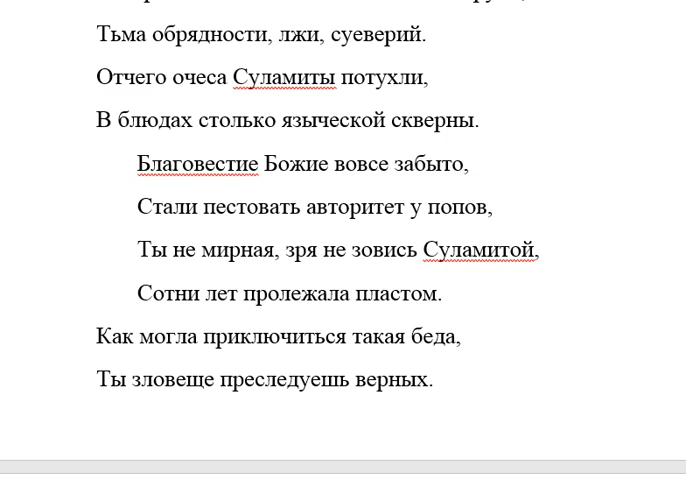 Тьма обрядности, лжи, суеверий.
Отчего очеса Суламиты потухли,
В блюдах столько языческой скверны.
Благовестие Божие вовсе забыто,
Стали пестовать авторитет у попов,
Ты не мирная, зря не зовись Суламитой,
Сотни лет пролежала пластом.
Как могла приключиться такая беда,
Ты зловеще преследуешь верных.